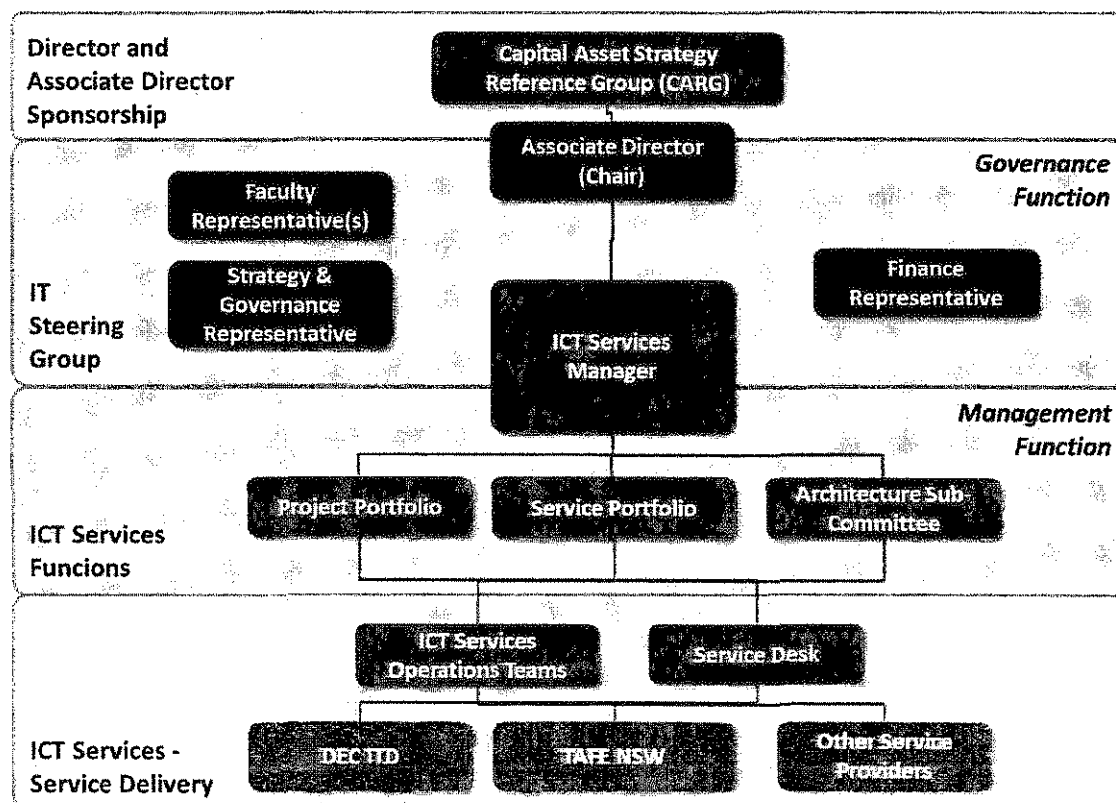 Director and
Associate Director
Sponsorship
Capital Asset Strategy
Reference Group (CARG)
Associate Director
(Chair)
Governance
Function
Faculty
Representative(s)
Strategy &
Governance
Representative
Finance
Representative
IT
Steering
Group
ICT Services
Manager
Management
Function
Project Portfolio
Service Portfolio
Architecture Sub-
Committee
ICT Services
Funcions
ICT Services
Operations Teams
Service Desk
ICT Services -
Service Delivery
DEC ITD
TAFE NSW
Other Service
Providers